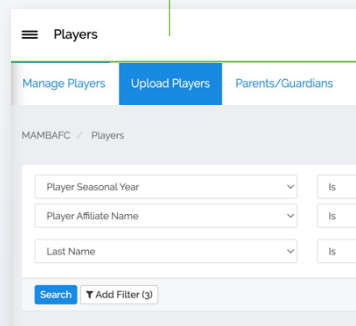 Players
Manage Players Upload Players Parents/Guardians
MAMBAFC / Players
Player Seasonal Year Is
Player Affiliate Name Is
Last Name Is
Search Add Filter (3)